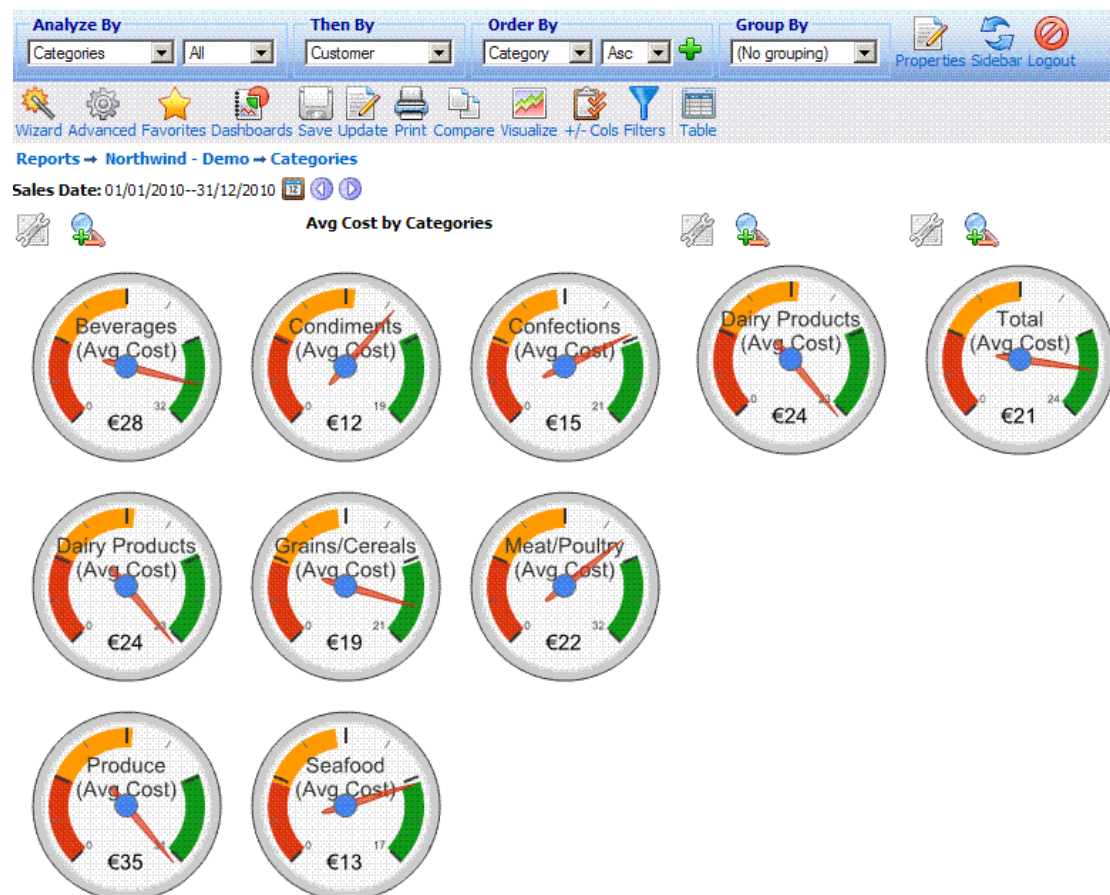 Analyze By Then By Order By Group By
Categories All Customer Category Asc (No grouping)
Properties Sidebar Logout
Wizard Advanced Favorites Dashboards Save Update Print Compare Visualize +/- Cols Filters Table
Reports → Northwind - Demo → Categories
Sales Date: 01/01/2010--31/12/2010 12
Avg Cost by Categories
Beverages
(Avg Cost)
0 32
€28
Condiments
(Avg Cost)
0 19
€12
Confections
(Avg Cost)
0 21
€15
Dairy Products
(Avg Cost)
0 23
€24
Total
(Avg Cost)
0 24
€21
Dairy Products
(Avg Cost)
0 23
€24
Grains/Cereals
(Avg Cost)
0 21
€19
Meat/Poultry
(Avg Cost)
0 32
€22
Produce
(Avg Cost)
0
€35
Seafood
(Avg Cost)
0 17
€13